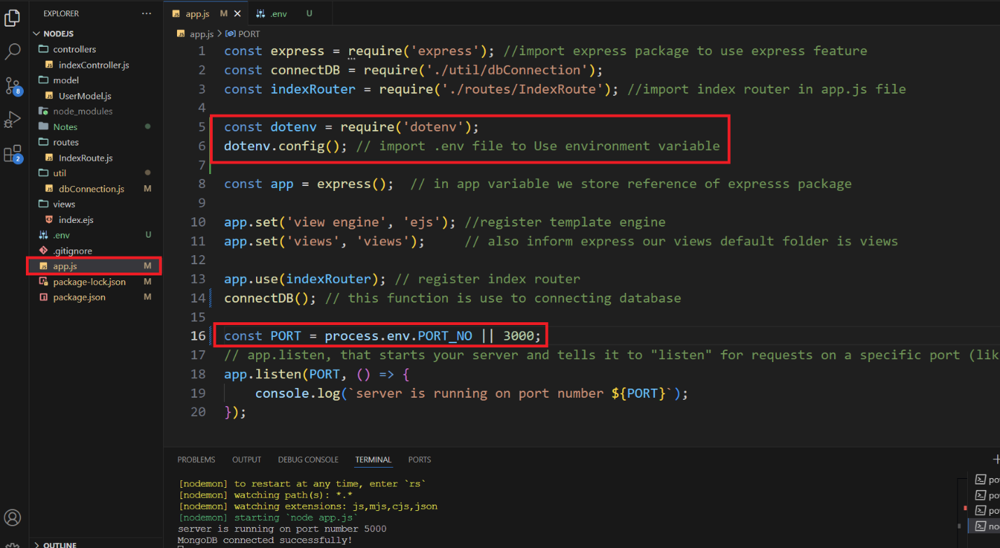 EXPLORER ...
NODEJS
controllers
indexController.js
model
UserModel.js
node_modules
Notes
routes
IndexRoute.js
util
dbConnection.js M
views
index.ejs
.env U
.gitignore
app.js M
package-lock.json M
package.json M
OUTLINE
8
2
app.js M
.env U
app.js > PORT
1 const express = require('express'); //import express package to use express feature
2 const connectDB = require('./util/dbConnection');
3 const indexRouter = require('./routes/IndexRoute'); //import index router in app.js file
4
5 const dotenv = require('dotenv');
6 dotenv.config(); // import .env file to Use environment variable
7
8 const app = express();  // in app variable we store reference of expresss package
9
10 app.set('view engine', 'ejs'); //register template engine
11 app.set('views', 'views');     // also inform express our views default folder is views
12
13 app.use(indexRouter); // register index router
14 connectDB(); // this function is use to connecting database
15
16 const PORT = process.env.PORT_NO || 3000;
17 // app.listen, that starts your server and tells it to "listen" for requests on a specific port (lik
18 app.listen(PORT, () => {
19     console.log(`server is running on port number ${PORT}`);
20 });
PROBLEMS OUTPUT DEBUG CONSOLE TERMINAL PORTS
[nodemon] to restart at any time, enter `rs`
[nodemon] watching path(s): *.*
[nodemon] watching extensions: js,mjs,cjs,json
[nodemon] starting `node app.js`
server is running on port number 5000
MongoDB connected successfully!
po
po
po
no